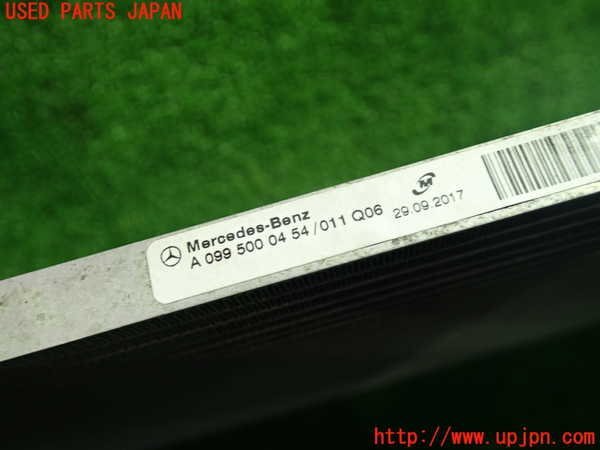 USED PARTS JAPAN
Mercedes-Benz
A 099 500 04 54 / 011 Q06
29.09.2017
M
http://www.upjpn.com/